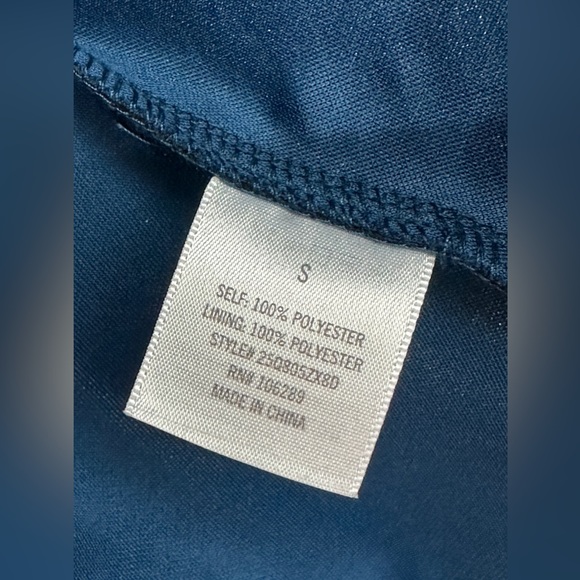 S
SELF: 100% POLYESTER
LINING: 100% POLYESTER
STYLE# 25Q805ZX8D
RN# 106289
MADE IN CHINA